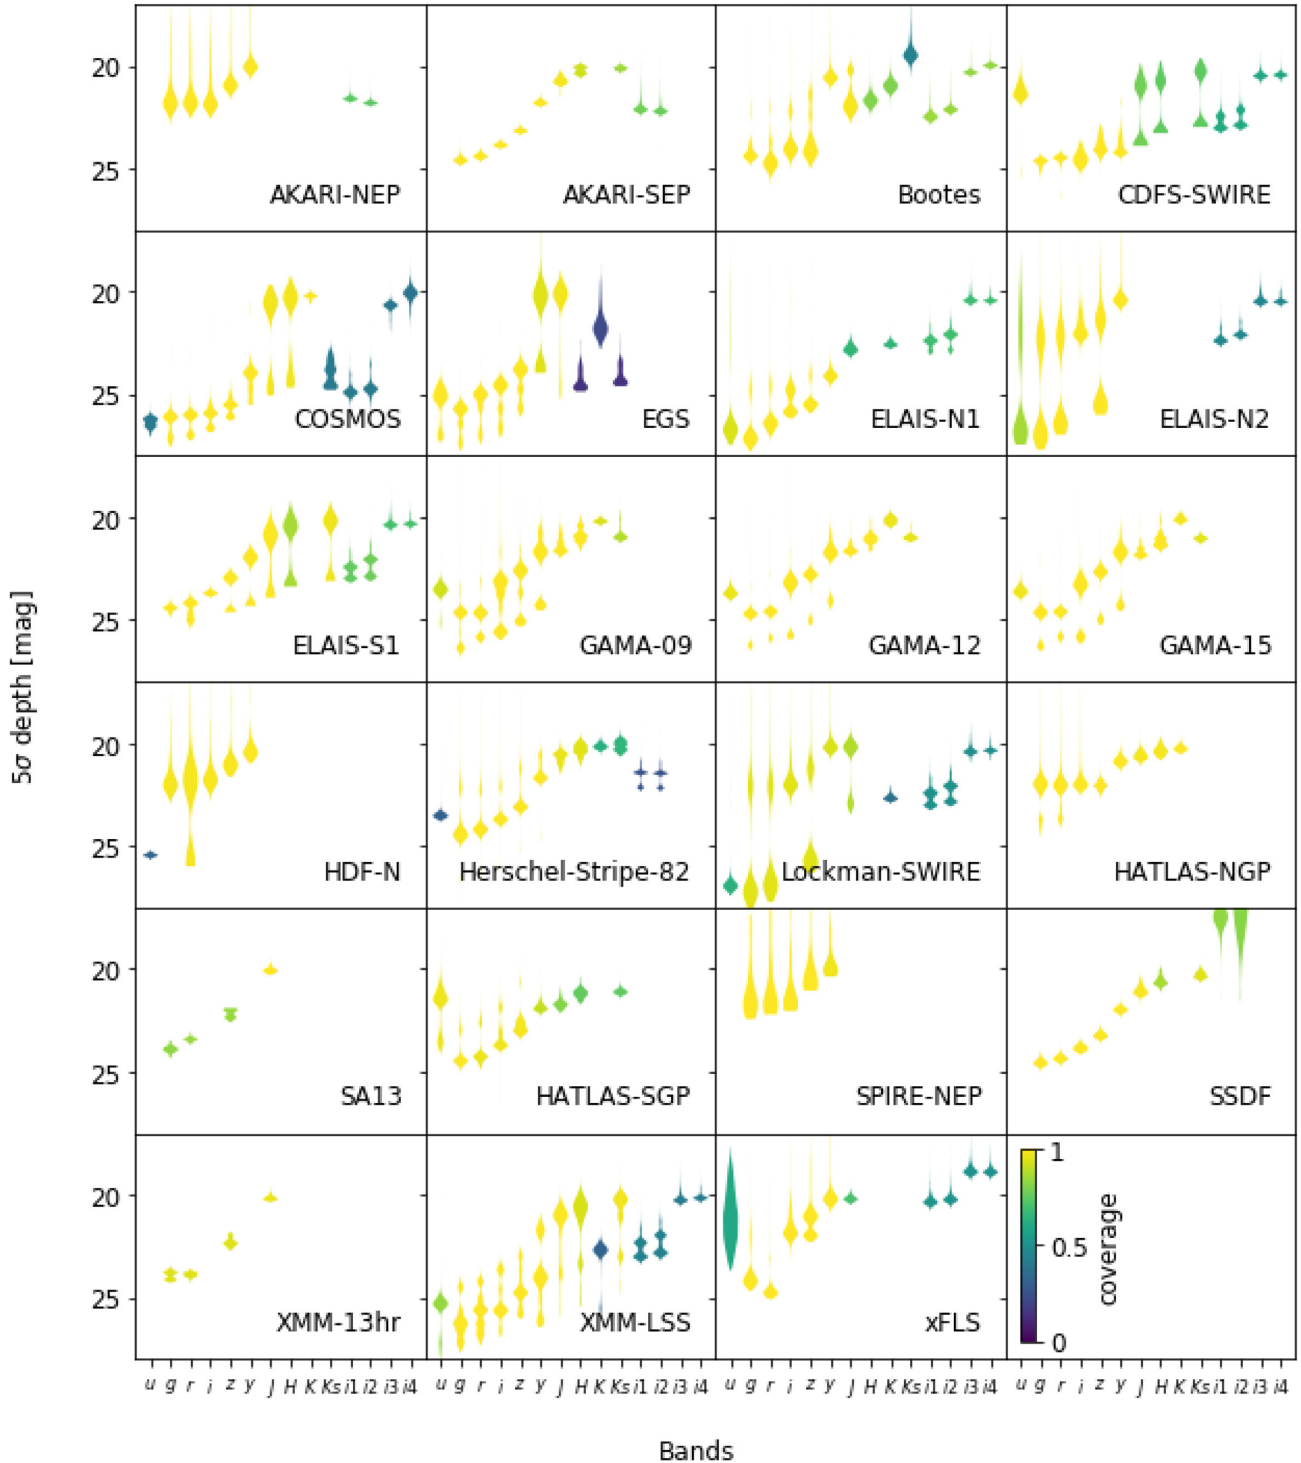 20
25
AKARI-NEP
AKARI-SEP
Bootes
CDFS-SWIRE
20
25
COSMOS
EGS
ELAIS-N1
ELAIS-N2
20
25
ELAIS-S1
GAMA-09
GAMA-12
GAMA-15
5σ depth [mag]
20
25
HDF-N
Herschel-Stripe-82
Lockman-SWIRE
HATLAS-NGP
20
25
SA13
HATLAS-SGP
SPIRE-NEP
SSDF
20
25
XMM-13hr
XMM-LSS
xFLS
1
0.5
0
coverage
u g r i z y J H K Ks i1 i2 i3 i4
u g r i z y J H K Ks i1 i2 i3 i4
u g r i z y J H K Ks i1 i2 i3 i4
u g r i z y J H K Ks i1 i2 i3 i4
Bands